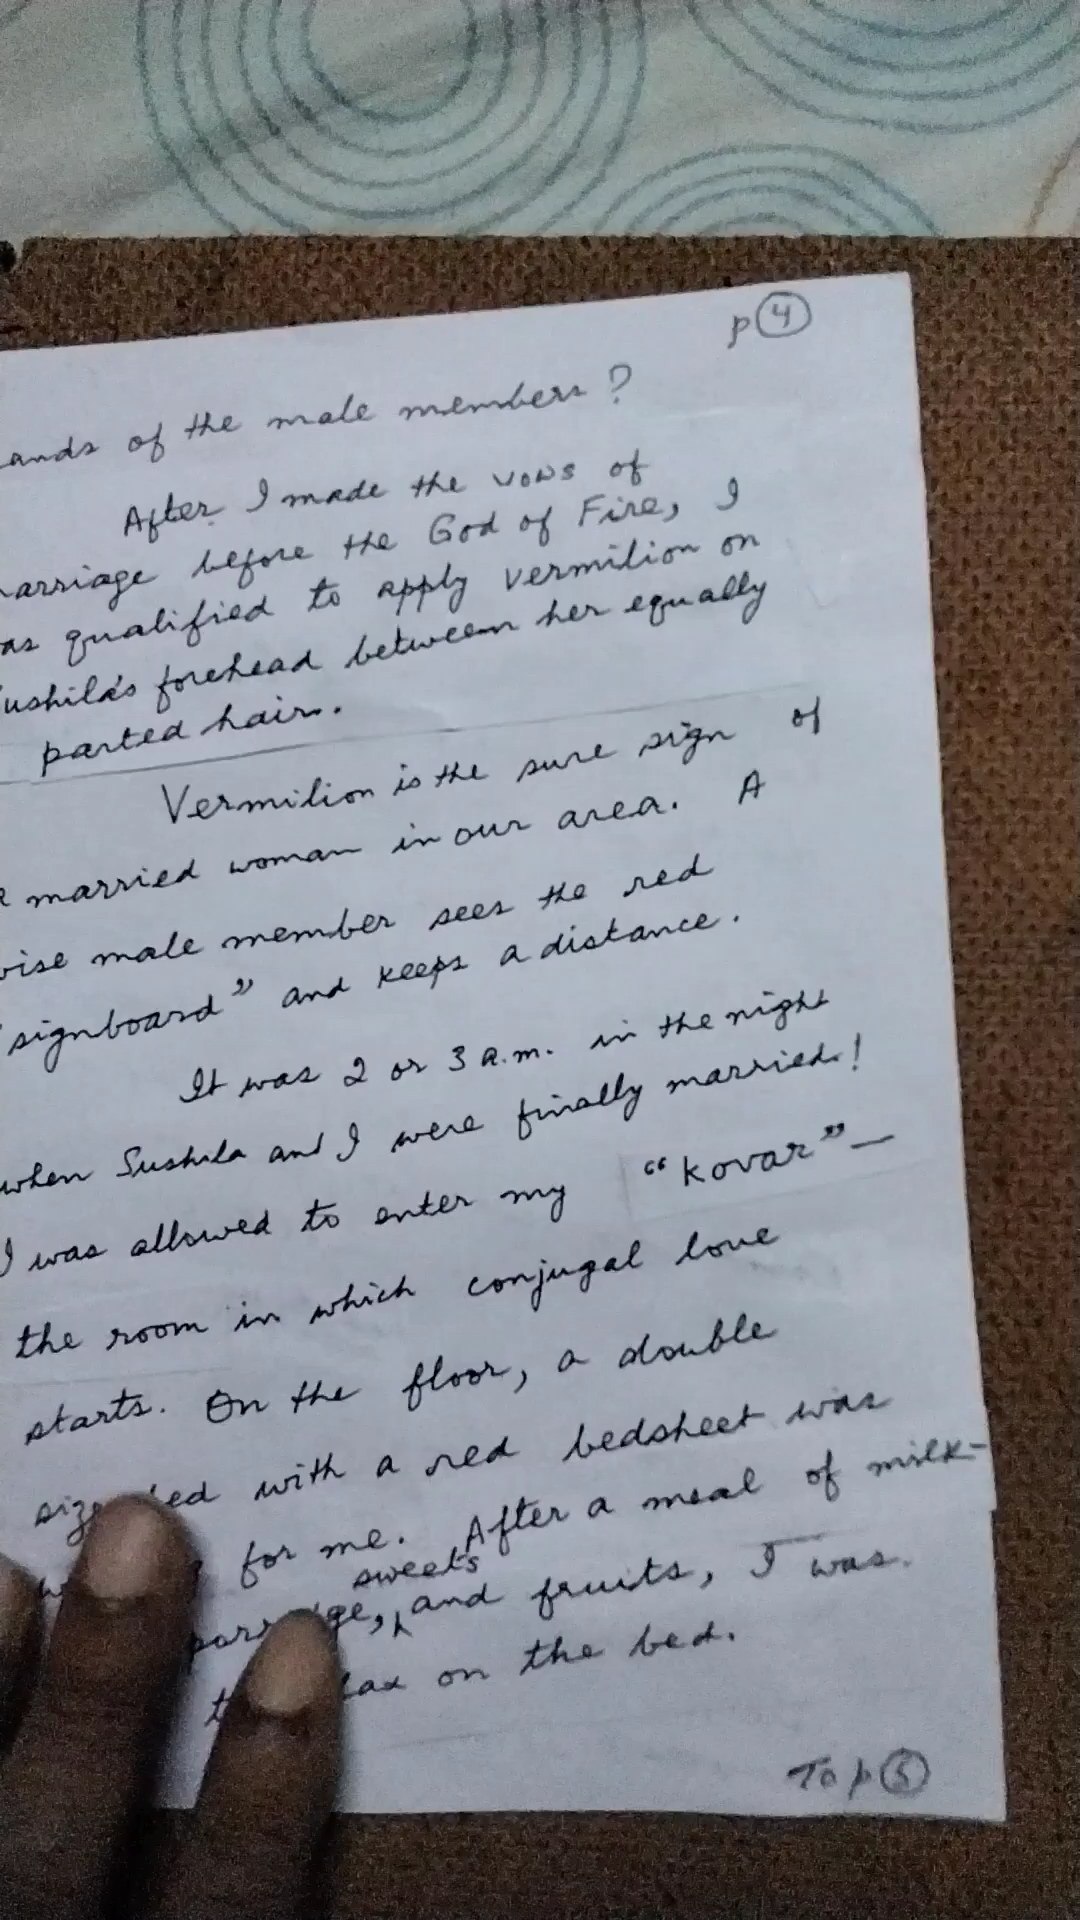 p 4
ands of the male members?
After I made the vows of
arriage before the God of Fire, I
as qualified to apply vermilion on
ushila's forehead between her equally
parted hair.
Vermilion is the sure sign of
a married woman in our area. A
wise male member sees the red
"signboard" and keeps a distance.
It was 2 or 3 a.m. in the night
when Sushila and I were finally married!
I was allowed to enter my "kovar" —
the room in which conjugal love
starts. On the floor, a double
bed with a red bedsheet was
for me. After a meal of milk-
sweets
and fruits, I was
on the bed.
To p 5